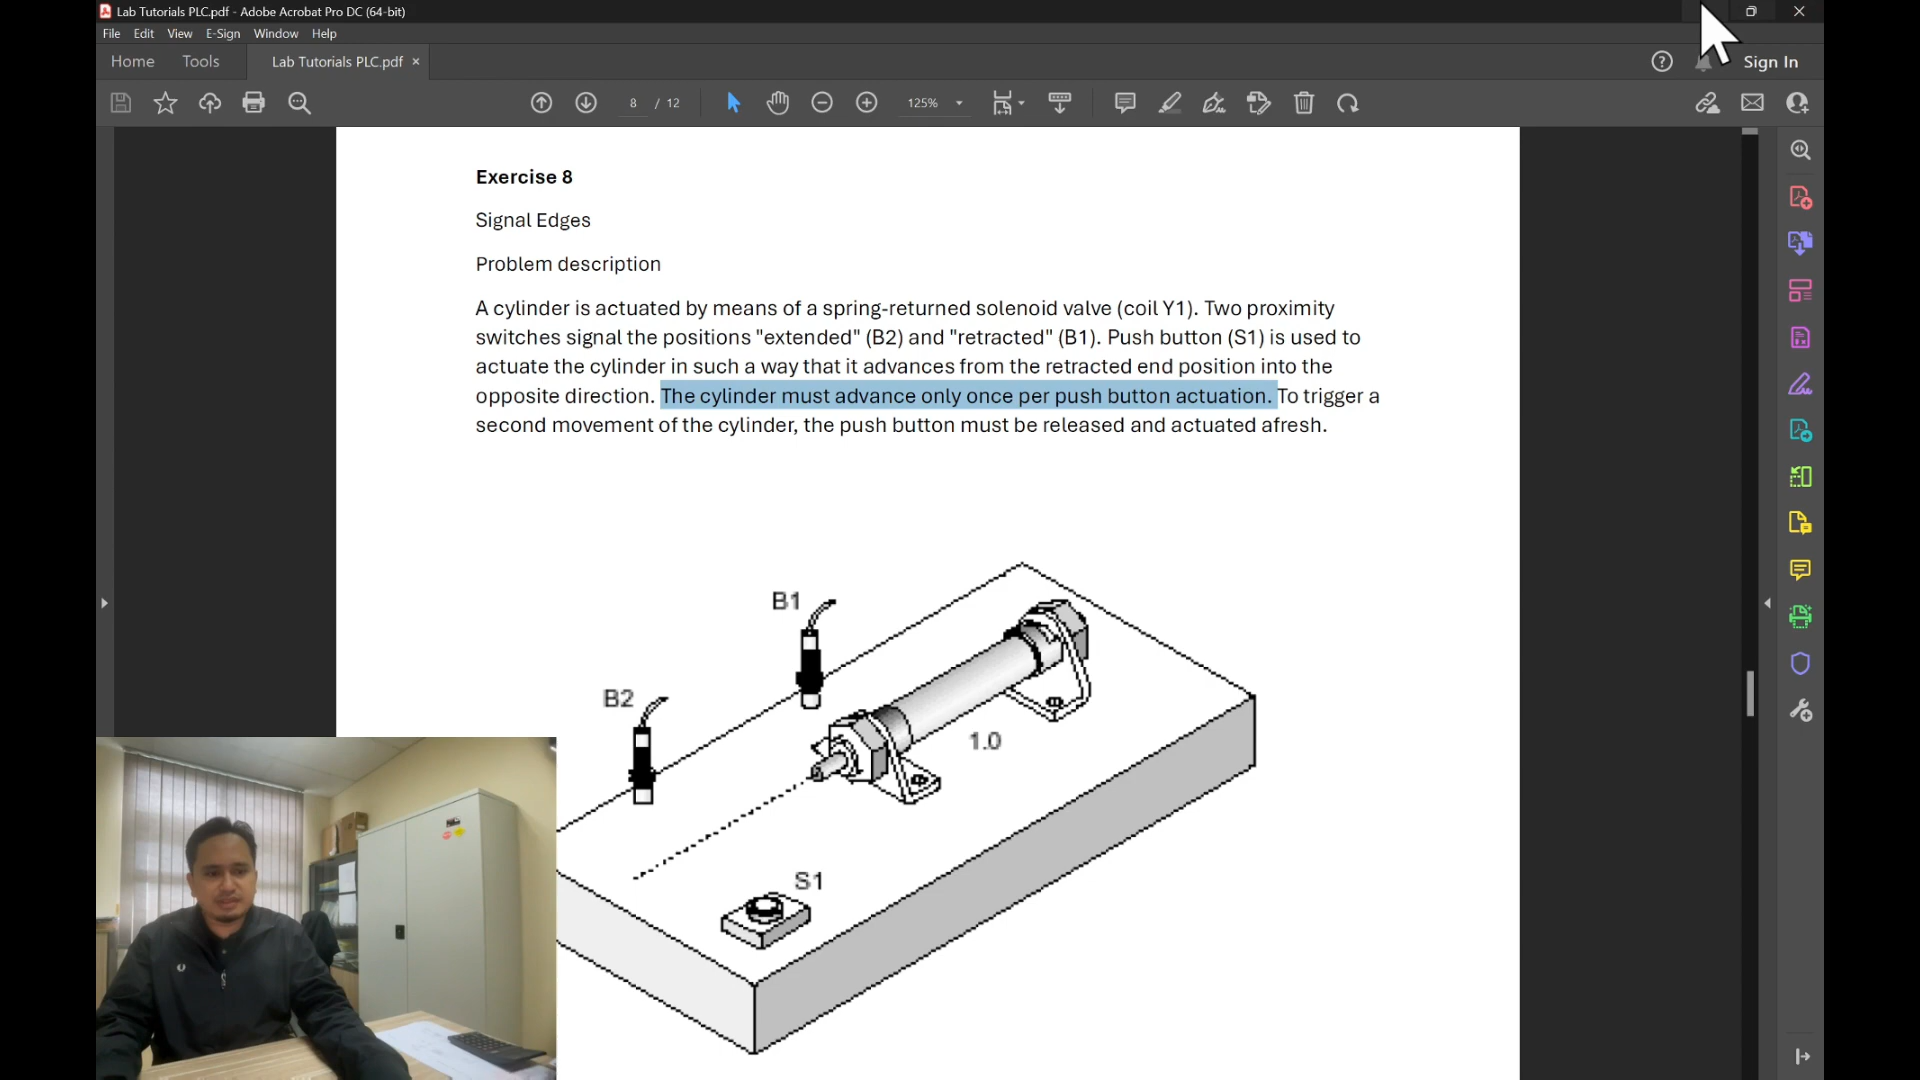 Lab Tutorials PLC.pdf - Adobe Acrobat Pro DC (64-bit)
File Edit View E-Sign Window Help
Home Tools Lab Tutorials PLC.pdf × Sign In
8 / 12 125%
Exercise 8
Signal Edges
Problem description
A cylinder is actuated by means of a spring-returned solenoid valve (coil Y1). Two proximity
switches signal the positions "extended" (B2) and "retracted" (B1). Push button (S1) is used to
actuate the cylinder in such a way that it advances from the retracted end position into the
opposite direction. The cylinder must advance only once per push button actuation. To trigger a
second movement of the cylinder, the push button must be released and actuated afresh.
B1
B2
1.0
S1